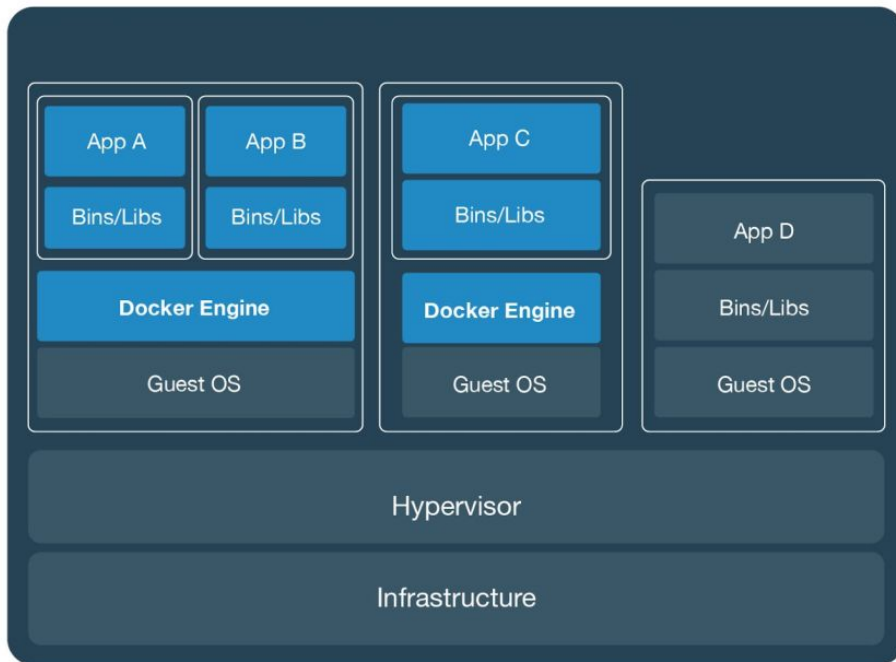 App A
Bins/Libs
App B
Bins/Libs
Docker Engine
Guest OS
App C
Bins/Libs
Docker Engine
Guest OS
App D
Bins/Libs
Guest OS
Hypervisor
Infrastructure